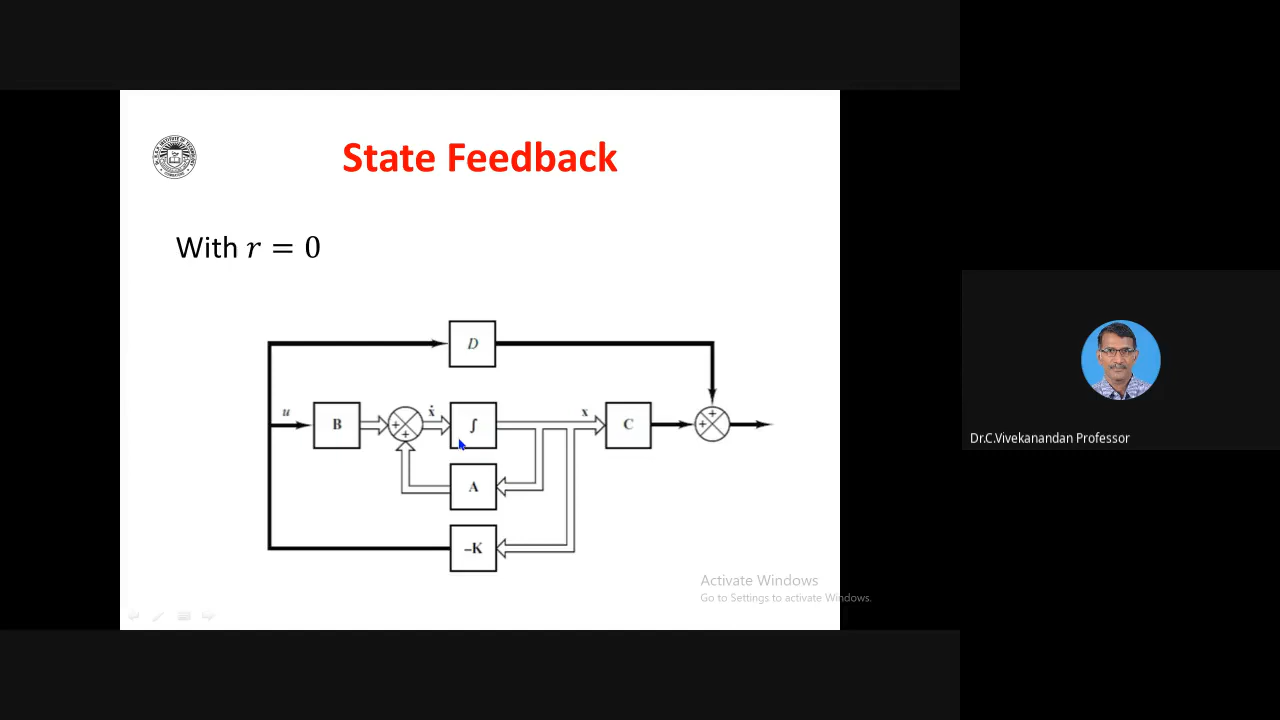 State Feedback
With r = 0
D
u
B
+
+
ẋ
∫
x
C
+
+
A
–K
Activate Windows
Go to Settings to activate Windows.
Dr.C.Vivekanandan Professor